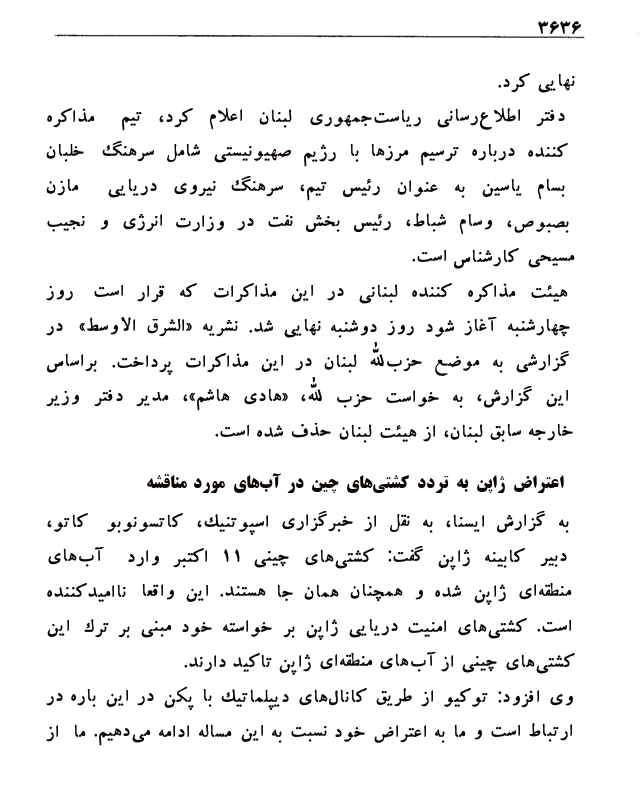 ۳۶۳۶
نهایی کرد.
دفتر اطلاع‌رسانی ریاست‌جمهوری لبنان اعلام کرد، تیم مذاکره
کننده درباره ترسیم مرزها با رژیم صهیونیستی شامل سرهنگ خلبان
بسام یاسین به عنوان رئیس تیم، سرهنگ نیروی دریایی مازن
بصبوص، وسام شباط، رئیس بخش نفت در وزارت انرژی و نجیب
مسیحی کارشناس است.
هیئت مذاکره کننده لبنانی در این مذاکرات که قرار است روز
چهارشنبه آغاز شود روز دوشنبه نهایی شد. نشریه «الشرق الاوسط» در
گزارشی به موضع حزب‌الله لبنان در این مذاکرات پرداخت. براساس
این گزارش، به خواست حزب الله، «هادی هاشم»، مدیر دفتر وزیر
خارجه سابق لبنان، از هیئت لبنان حذف شده است.
اعتراض ژاپن به تردد کشتی‌های چین در آب‌های مورد مناقشه
به گزارش ایسنا، به نقل از خبرگزاری اسپوتنیك، کاتسونوبو کاتو،
دبیر کابینه ژاپن گفت: کشتی‌های چینی ۱۱ اکتبر وارد آب‌های
منطقه‌ای ژاپن شده و همچنان همان جا هستند. این واقعا ناامیدکننده
است. کشتی‌های امنیت دریایی ژاپن بر خواسته خود مبنی بر ترك این
کشتی‌های چینی از آب‌های منطقه‌ای ژاپن تاکید دارند.
وی افزود: توکیو از طریق کانال‌های دیپلماتیك با پکن در این باره در
ارتباط است و ما به اعتراض خود نسبت به این مساله ادامه می‌دهیم. ما از